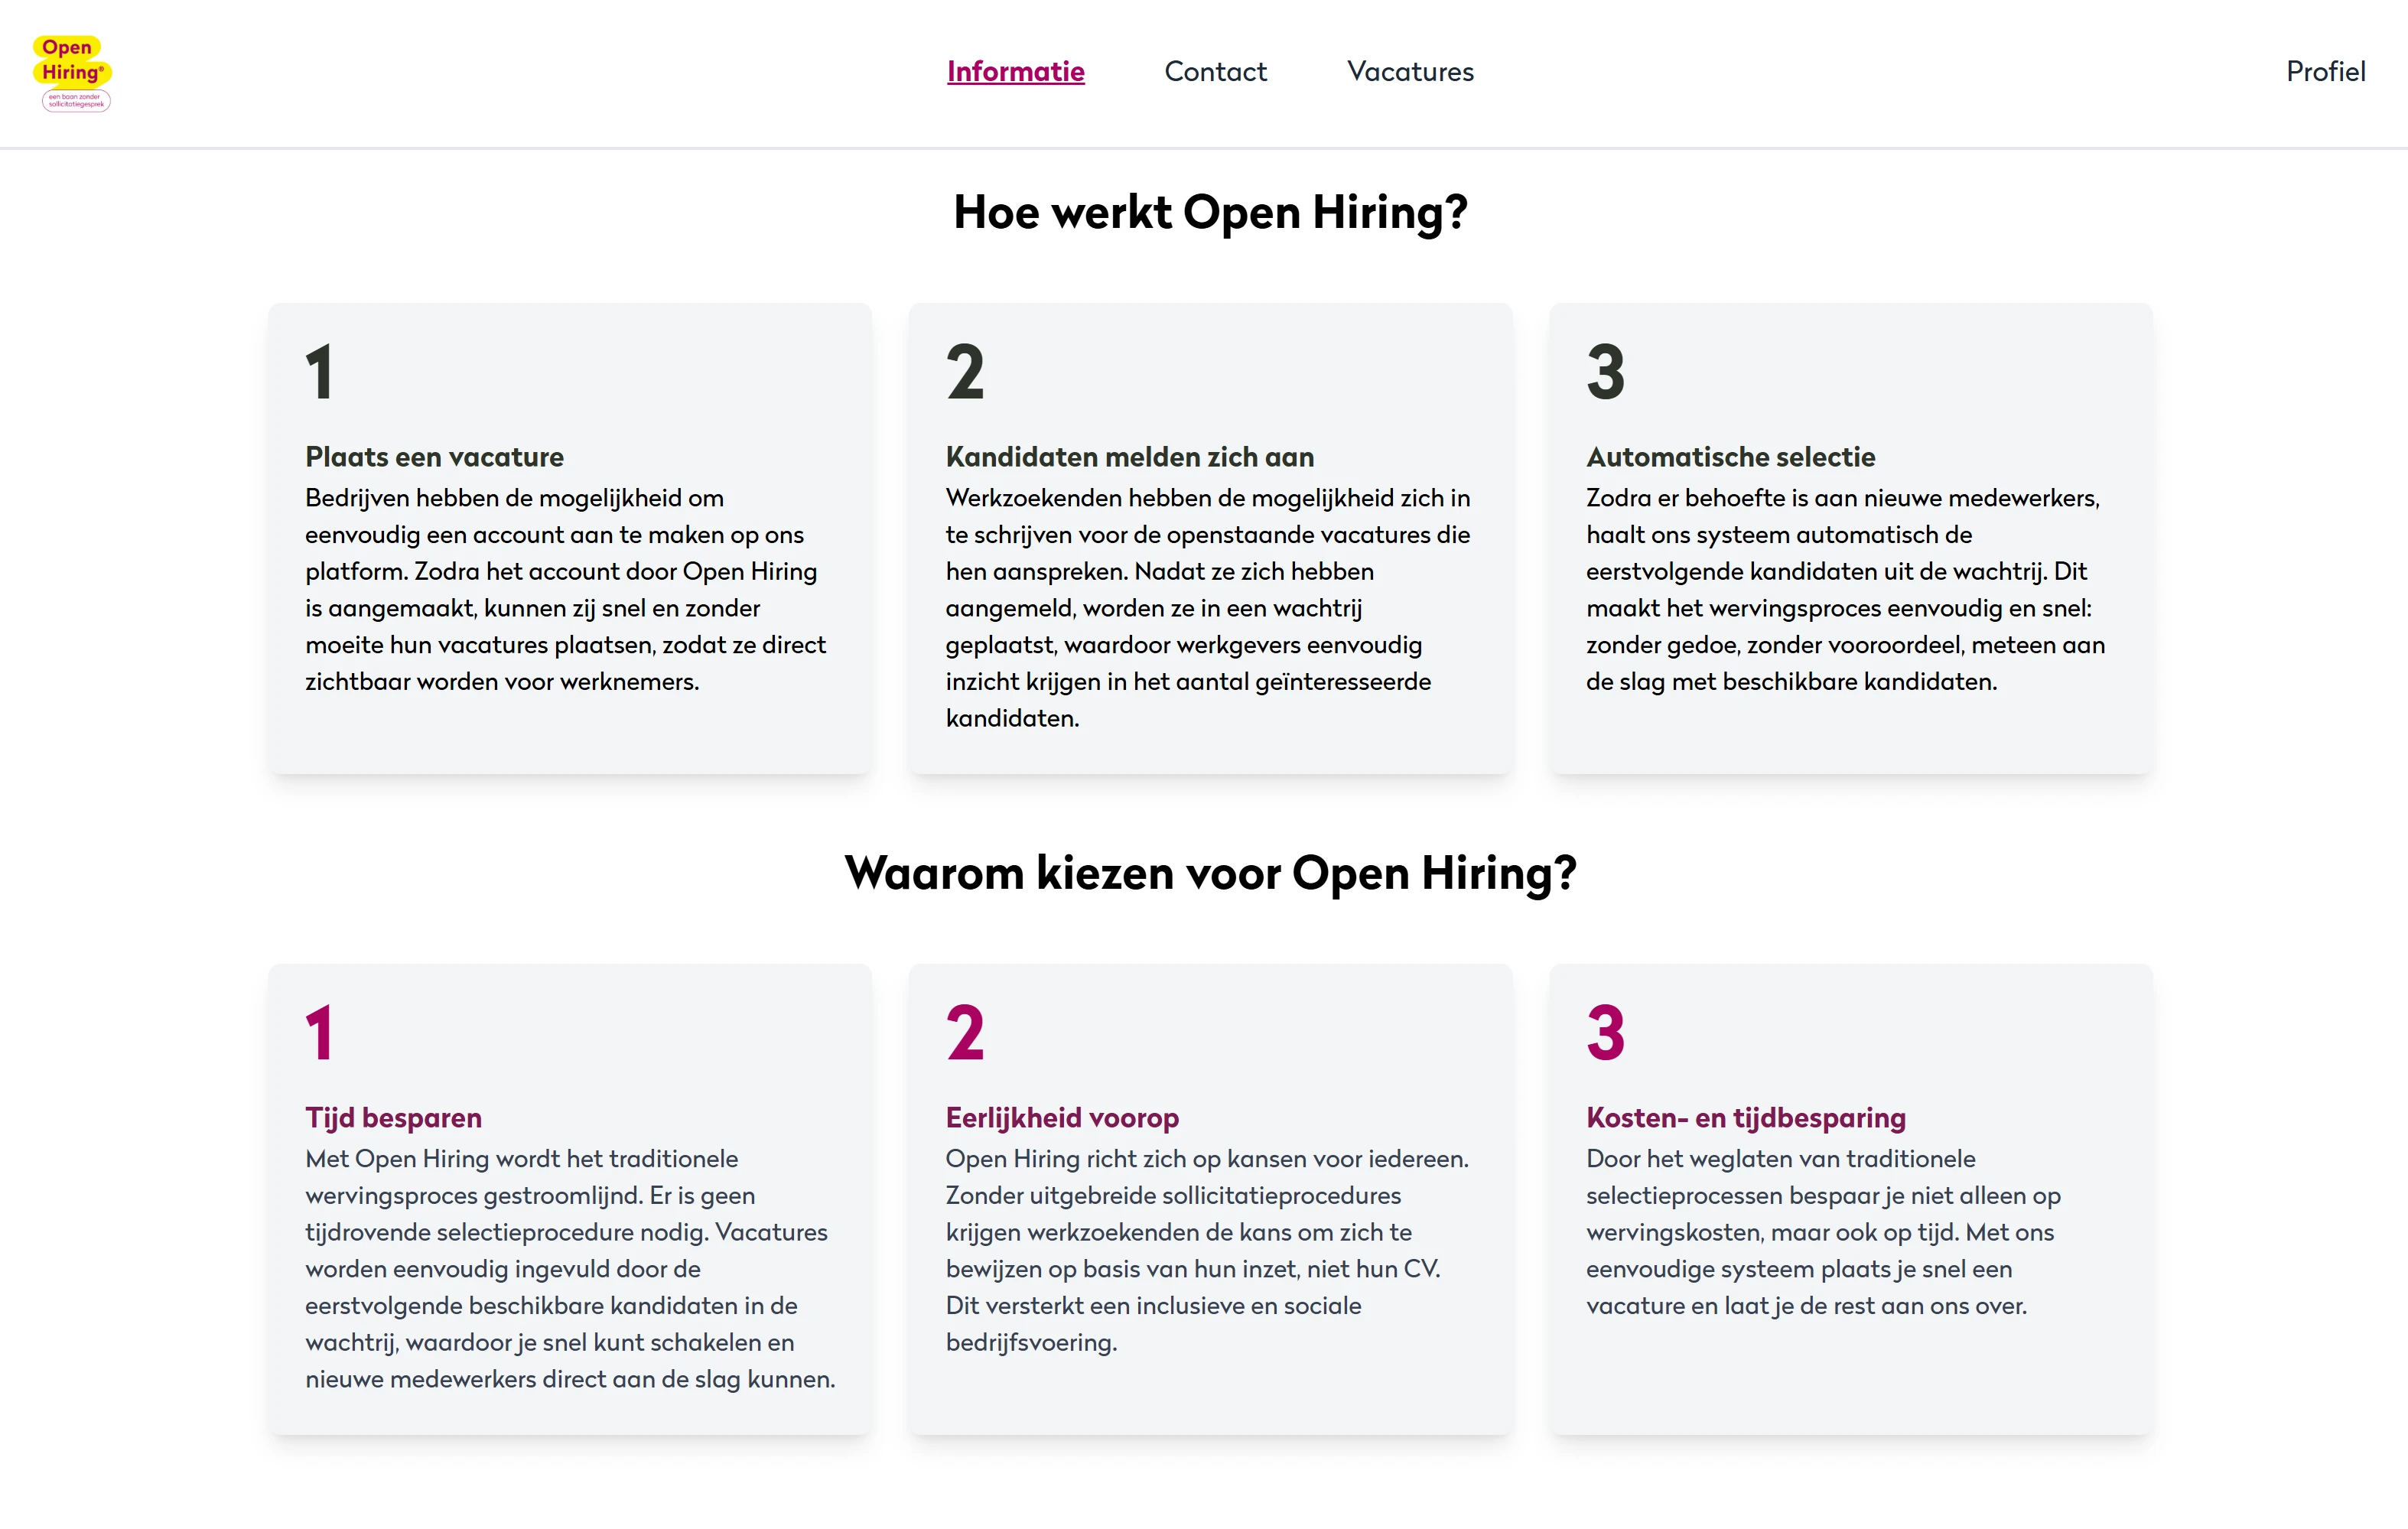 Open
Hiring®
een baan zonder
sollicitatiegesprek
Informatie
Contact
Vacatures
Profiel
Hoe werkt Open Hiring?
1
Plaats een vacature
Bedrijven hebben de mogelijkheid om
eenvoudig een account aan te maken op ons
platform. Zodra het account door Open Hiring
is aangemaakt, kunnen zij snel en zonder
moeite hun vacatures plaatsen, zodat ze direct
zichtbaar worden voor werknemers.
2
Kandidaten melden zich aan
Werkzoekenden hebben de mogelijkheid zich in
te schrijven voor de openstaande vacatures die
hen aanspreken. Nadat ze zich hebben
aangemeld, worden ze in een wachtrij
geplaatst, waardoor werkgevers eenvoudig
inzicht krijgen in het aantal geïnteresseerde
kandidaten.
3
Automatische selectie
Zodra er behoefte is aan nieuwe medewerkers,
haalt ons systeem automatisch de
eerstvolgende kandidaten uit de wachtrij. Dit
maakt het wervingsproces eenvoudig en snel:
zonder gedoe, zonder vooroordeel, meteen aan
de slag met beschikbare kandidaten.
Waarom kiezen voor Open Hiring?
1
Tijd besparen
Met Open Hiring wordt het traditionele
wervingsproces gestroomlijnd. Er is geen
tijdrovende selectieprocedure nodig. Vacatures
worden eenvoudig ingevuld door de
eerstvolgende beschikbare kandidaten in de
wachtrij, waardoor je snel kunt schakelen en
nieuwe medewerkers direct aan de slag kunnen.
2
Eerlijkheid voorop
Open Hiring richt zich op kansen voor iedereen.
Zonder uitgebreide sollicitatieprocedures
krijgen werkzoekenden de kans om zich te
bewijzen op basis van hun inzet, niet hun CV.
Dit versterkt een inclusieve en sociale
bedrijfsvoering.
3
Kosten- en tijdbesparing
Door het weglaten van traditionele
selectieprocessen bespaar je niet alleen op
wervingskosten, maar ook op tijd. Met ons
eenvoudige systeem plaats je snel een
vacature en laat je de rest aan ons over.